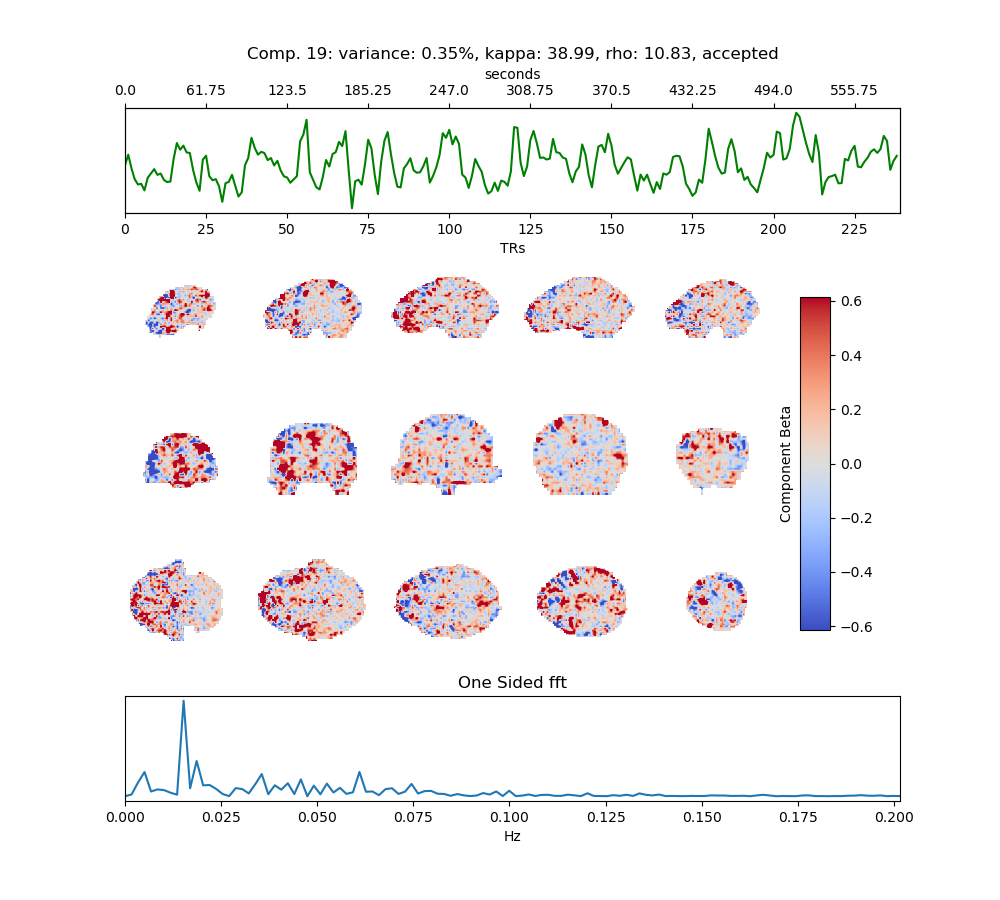 Comp. 19: variance: 0.35%, kappa: 38.99, rho: 10.83, accepted
seconds
0.0 61.75 123.5 185.25 247.0 308.75 370.5 432.25 494.0 555.75
0 25 50 75 100 125 150 175 200 225
TRs
0.6
0.4
0.2
0.0
−0.2
−0.4
−0.6
Component Beta
One Sided fft
0.000 0.025 0.050 0.075 0.100 0.125 0.150 0.175 0.200
Hz